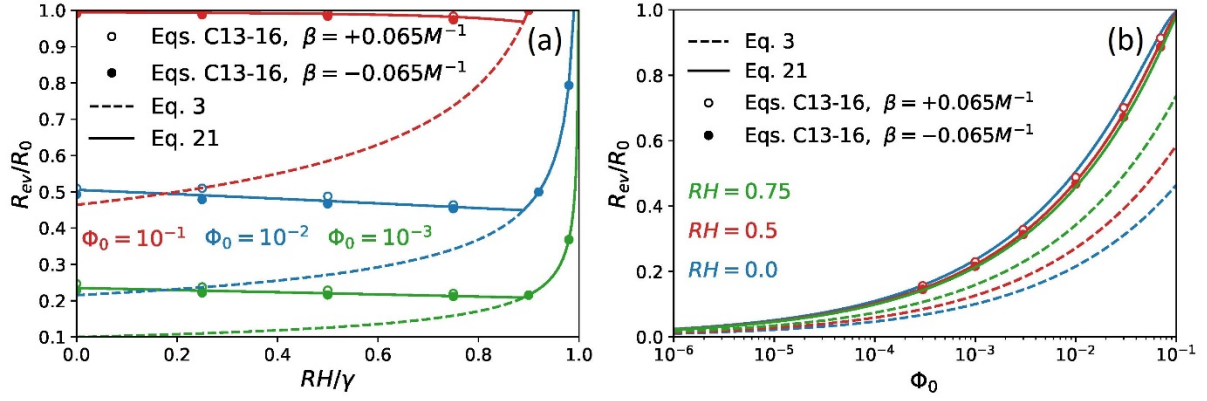 1.0
0.9
0.8
0.7
0.6
0.5
0.4
0.3
0.2
0.1
R_{ev}/R_0
Eqs. C13-16, β = +0.065M^{-1}
Eqs. C13-16, β = −0.065M^{-1}
Eq. 3
Eq. 21
(a)
Φ_0 = 10^{-1} Φ_0 = 10^{-2} Φ_0 = 10^{-3}
0.0 0.2 0.4 0.6 0.8 1.0
RH/γ
1.0
0.8
0.6
0.4
0.2
0.0
R_{ev}/R_0
Eq. 3
Eq. 21
Eqs. C13-16, β = +0.065M^{-1}
Eqs. C13-16, β = −0.065M^{-1}
(b)
RH = 0.75
RH = 0.5
RH = 0.0
10^{-6} 10^{-5} 10^{-4} 10^{-3} 10^{-2} 10^{-1}
Φ_0